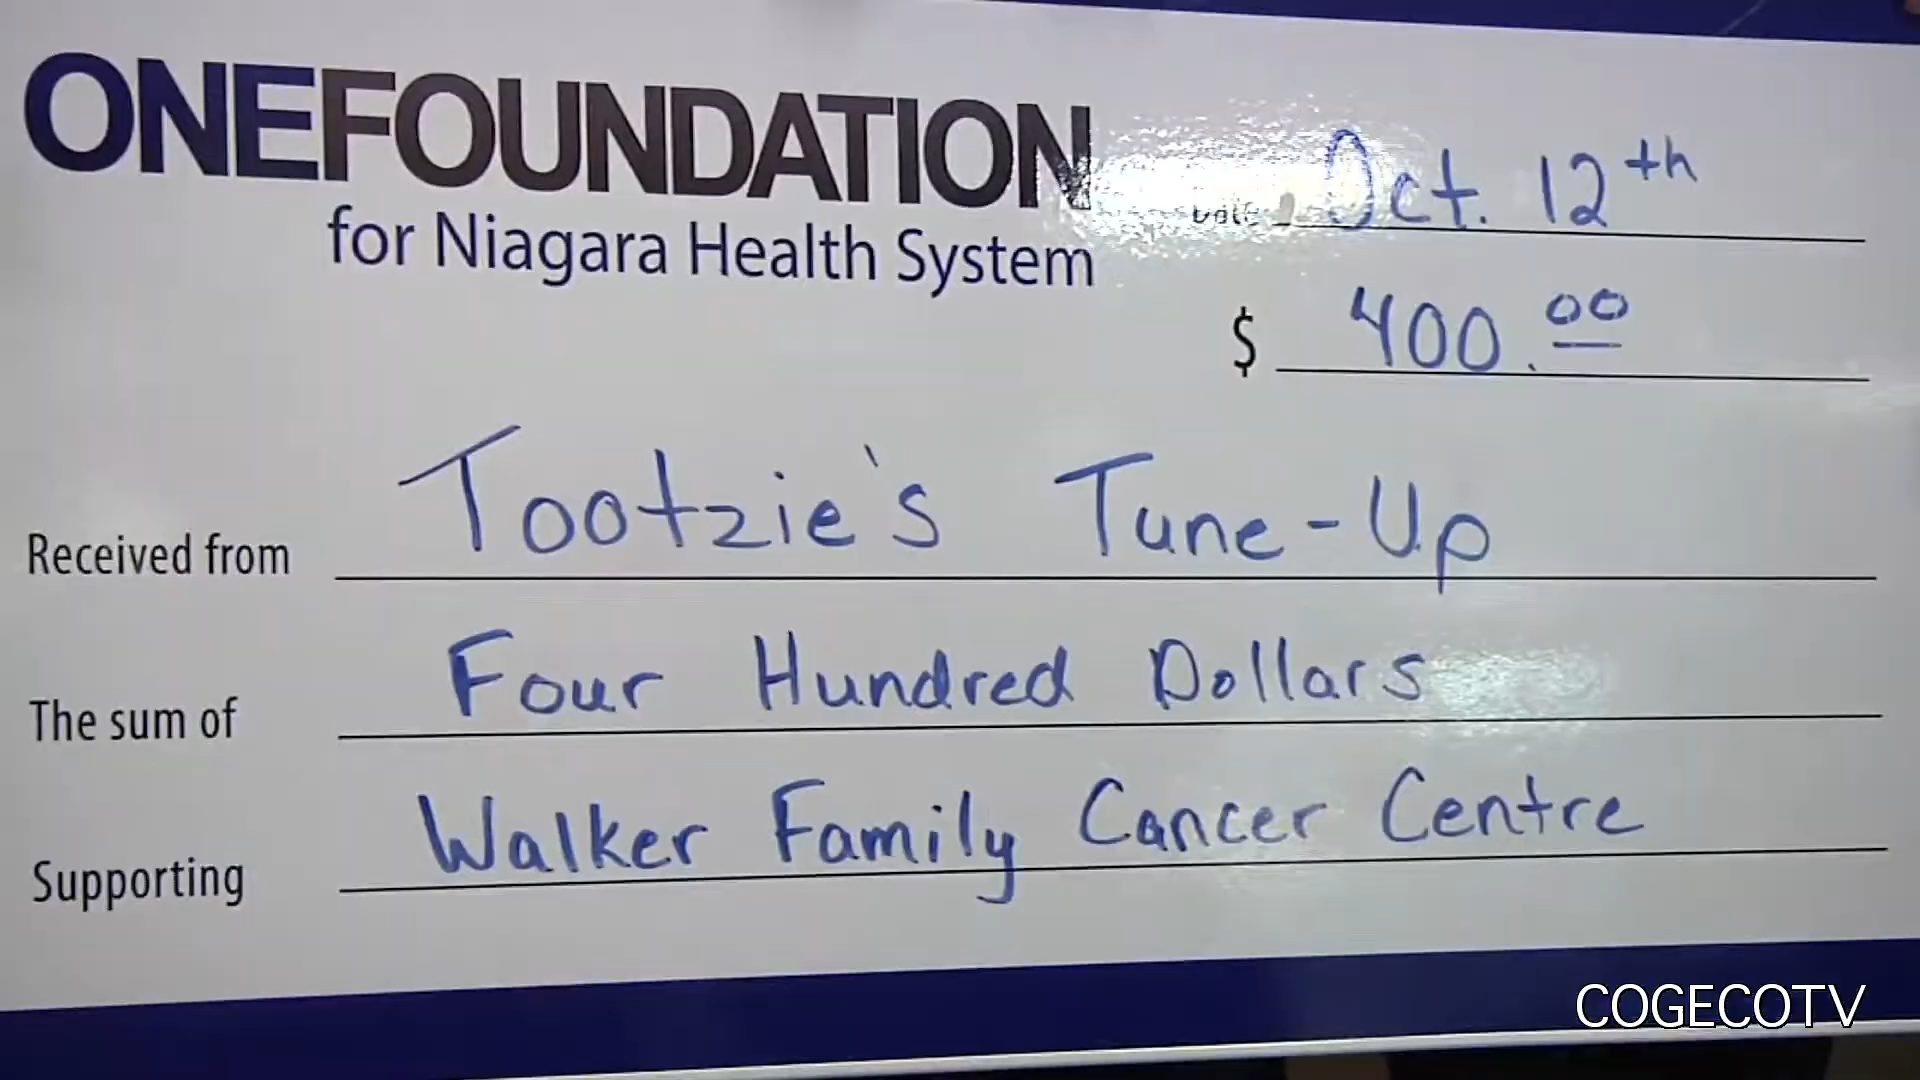 ONEFOUNDATION
for Niagara Health System
Date Oct. 12th
$ 400.00
Received from Tootzie's Tune-Up
The sum of Four Hundred Dollars
Supporting Walker Family Cancer Centre
COGECOTV